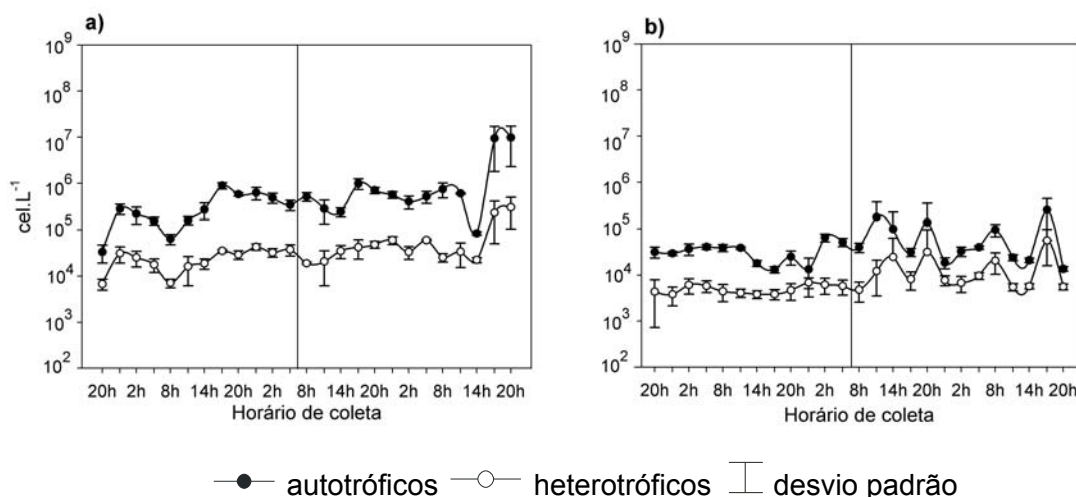 a)
b)
cel.L⁻¹
10⁹
10⁸
10⁷
10⁶
10⁵
10⁴
10³
10²
10⁹
10⁸
10⁷
10⁶
10⁵
10⁴
10³
10²
20h 2h 8h 14h 20h 2h 8h 14h 20h 2h 8h 14h 20h
20h 2h 8h 14h 20h 2h 8h 14h 20h 2h 8h 14h 20h
Horário de coleta
Horário de coleta
autotróficos heterotróficos desvio padrão